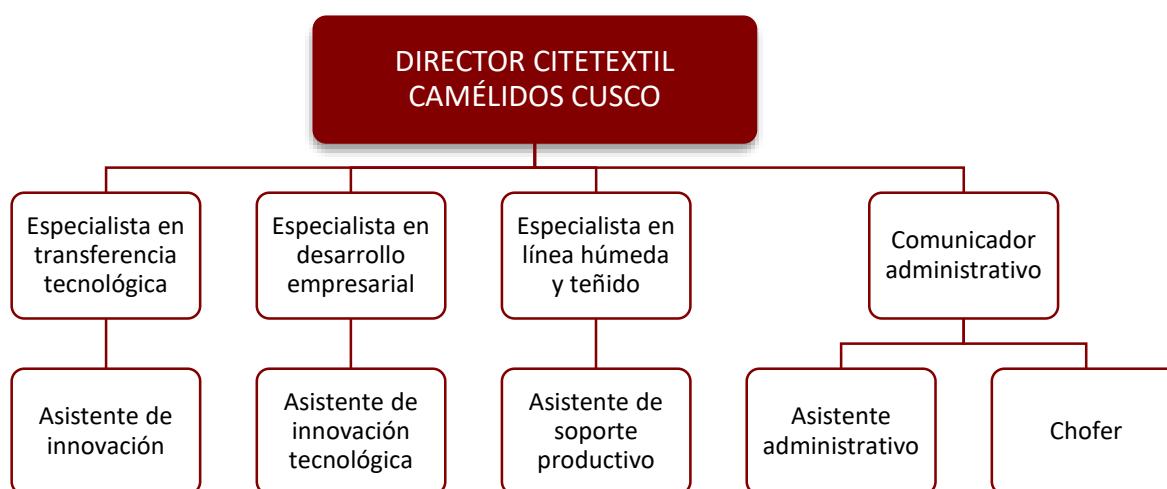 DIRECTOR CITETEXTIL
CAMÉLIDOS CUSCO
Especialista en
transferencia
tecnológica
Especialista en
desarrollo
empresarial
Especialista en
línea húmeda
y teñido
Comunicador
administrativo
Asistente de
innovación
Asistente de
innovación
tecnológica
Asistente de
soporte
productivo
Asistente
administrativo
Chofer